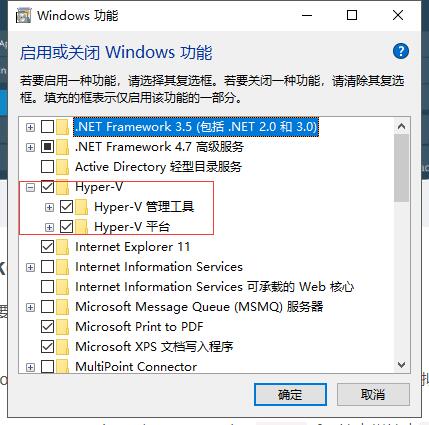 Windows 功能
启用或关闭 Windows 功能
若要启用一种功能，请选择其复选框。若要关闭一种功能，请清除其复选
框。填充的框表示仅启用该功能的一部分。
.NET Framework 3.5 (包括 .NET 2.0 和 3.0)
.NET Framework 4.7 高级服务
Active Directory 轻型目录服务
Hyper-V
Hyper-V 管理工具
Hyper-V 平台
Internet Explorer 11
Internet Information Services
Internet Information Services 可承载的 Web 核心
Microsoft Message Queue (MSMQ) 服务器
Microsoft Print to PDF
Microsoft XPS 文档写入程序
MultiPoint Connector
确定
取消